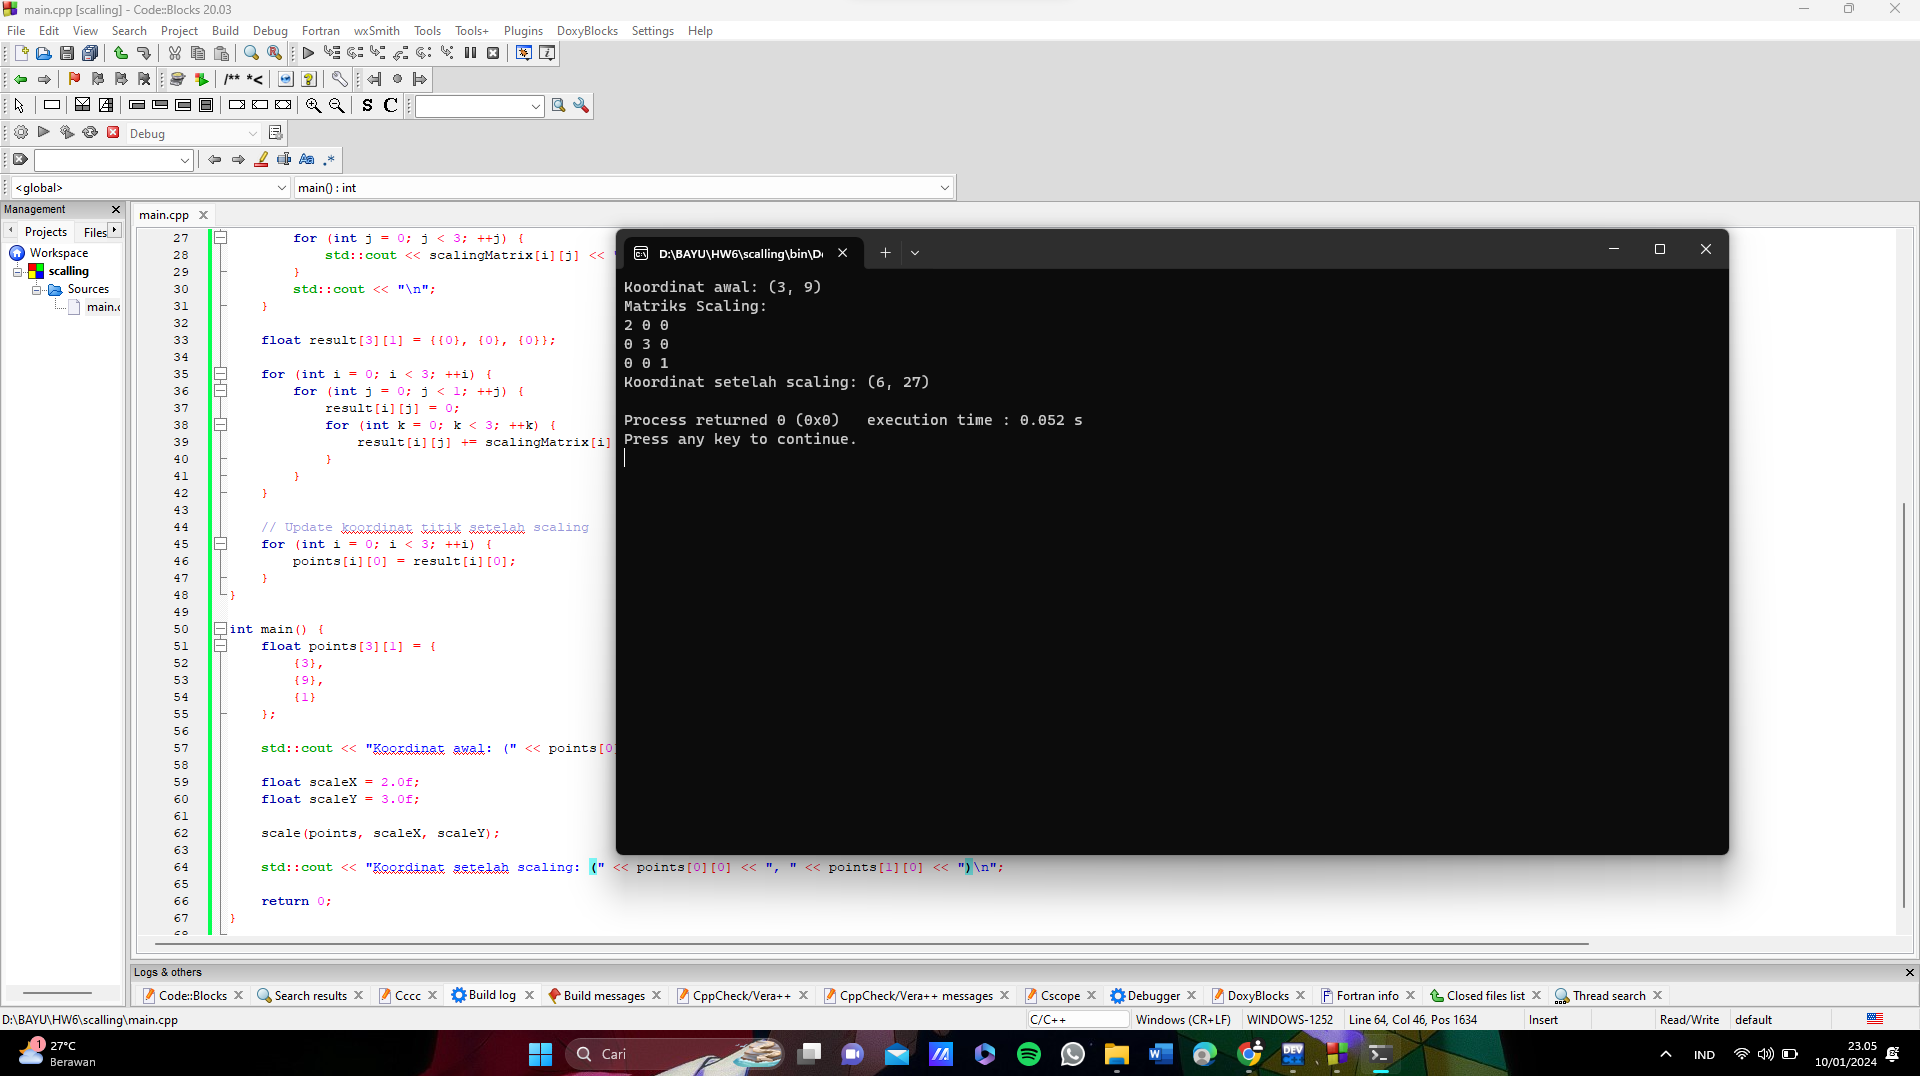 main.cpp [scalling] - Code::Blocks 20.03
File Edit View Search Project Build Debug Fortran wxSmith Tools Tools+ Plugins DoxyBlocks Settings Help
/** *<
S C
Debug
Aa .*
<global> main() : int
Management
Projects Files
Workspace
scalling
Sources
main.c
main.cpp
27 for (int j = 0; j < 3; ++j) {
28 std::cout << scalingMatrix[i][j] << "
29 }
30 std::cout << "\n";
31 }
32
33 float result[3][1] = {{0}, {0}, {0}};
34
35 for (int i = 0; i < 3; ++i) {
36 for (int j = 0; j < 1; ++j) {
37 result[i][j] = 0;
38 for (int k = 0; k < 3; ++k) {
39 result[i][j] += scalingMatrix[i]
40 }
41 }
42 }
43
44 // Update koordinat titik setelah scaling
45 for (int i = 0; i < 3; ++i) {
46 points[i][0] = result[i][0];
47 }
48 }
49
50 int main() {
51 float points[3][1] = {
52 {3},
53 {9},
54 {1}
55 };
56
57 std::cout << "Koordinat awal: (" << points[0]
58
59 float scaleX = 2.0f;
60 float scaleY = 3.0f;
61
62 scale(points, scaleX, scaleY);
63
64 std::cout << "Koordinat setelah scaling: (" << points[0][0] << ", " << points[1][0] << ")\n";
65
66 return 0;
67 }
68
D:\BAYU\HW6\scalling\bin\De
Koordinat awal: (3, 9)
Matriks Scaling:
2 0 0
0 3 0
0 0 1
Koordinat setelah scaling: (6, 27)
Process returned 0 (0x0)   execution time : 0.052 s
Press any key to continue.
Logs & others
Code::Blocks Search results Cccc Build log Build messages CppCheck/Vera++ CppCheck/Vera++ messages Cscope Debugger DoxyBlocks Fortran info Closed files list Thread search
D:\BAYU\HW6\scalling\main.cpp C/C++ Windows (CR+LF) WINDOWS-1252 Line 64, Col 46, Pos 1634 Insert Read/Write default
1
27°C
Berawan
Cari
DEV
IND
23.05
10/01/2024